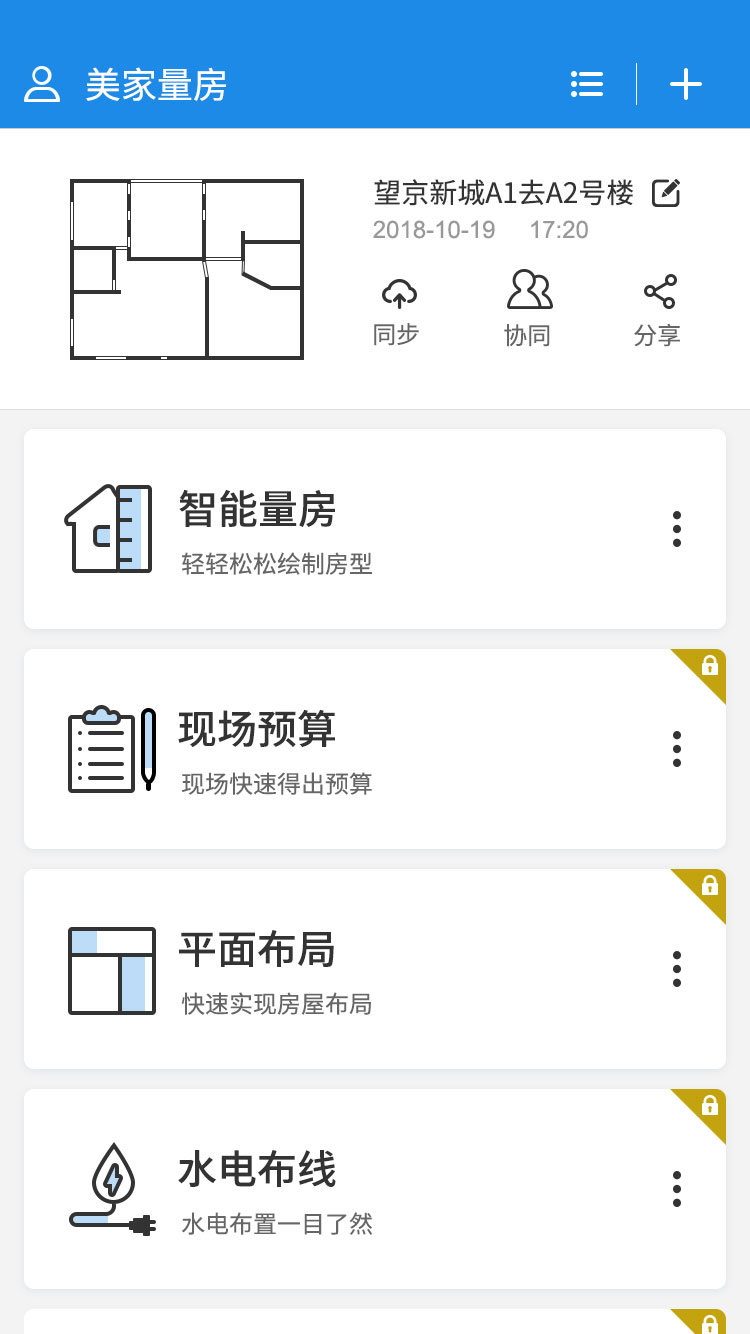 美家量房
望京新城A1去A2号楼
2018-10-19 17:20
同步 协同 分享
智能量房
轻轻松松绘制房型
现场预算
现场快速得出预算
平面布局
快速实现房屋布局
水电布线
水电布置一目了然